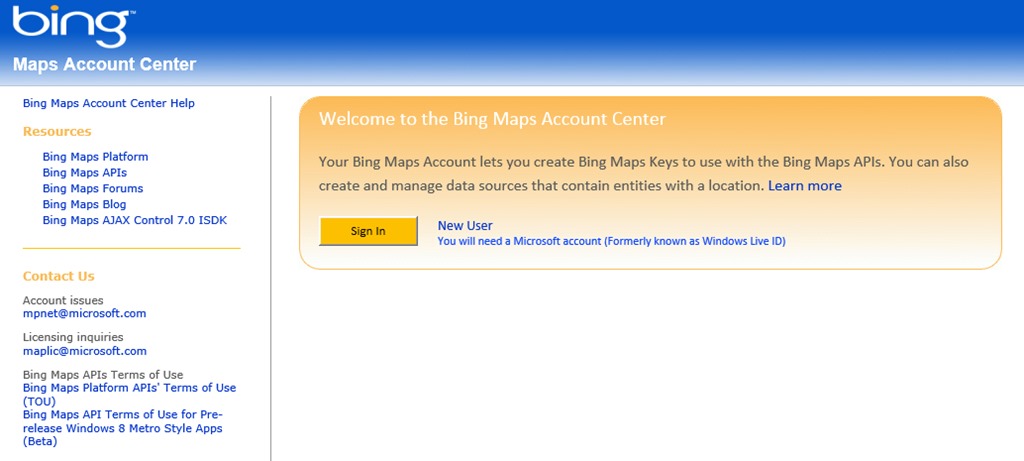 bing™
Maps Account Center
Bing Maps Account Center Help
Resources
Bing Maps Platform
Bing Maps APIs
Bing Maps Forums
Bing Maps Blog
Bing Maps AJAX Control 7.0 ISDK
Contact Us
Account issues
mpnet@microsoft.com
Licensing inquiries
maplic@microsoft.com
Bing Maps APIs Terms of Use
Bing Maps Platform APIs' Terms of Use
(TOU)
Bing Maps API Terms of Use for Pre-
release Windows 8 Metro Style Apps
(Beta)
Welcome to the Bing Maps Account Center
Your Bing Maps Account lets you create Bing Maps Keys to use with the Bing Maps APIs. You can also
create and manage data sources that contain entities with a location. Learn more
Sign In
New User
You will need a Microsoft account (Formerly known as Windows Live ID)